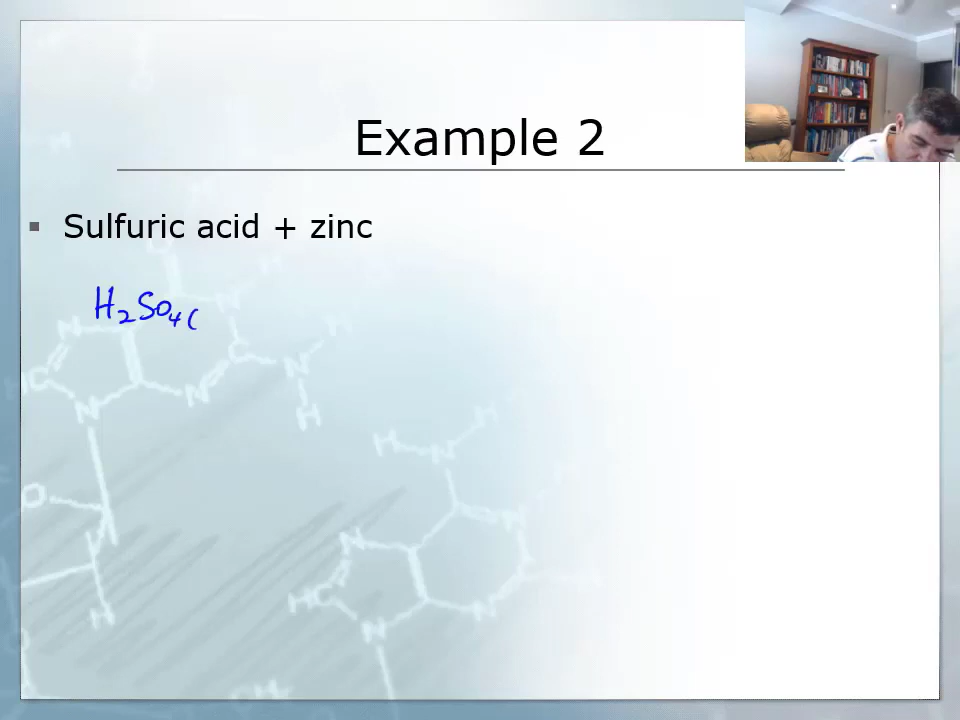 Example 2
▪ Sulfuric acid + zinc
H₂SO₄(